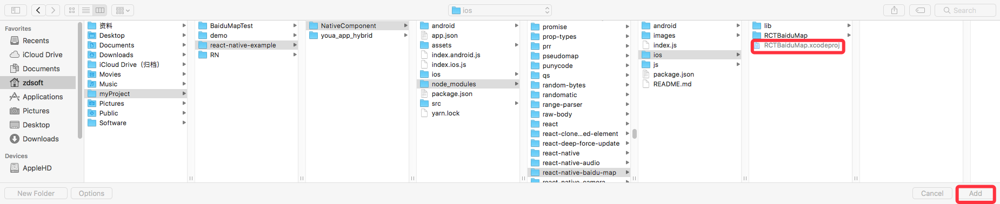 ios
Search
Favorites
Recents
iCloud Drive
Documents
zdsoft
Applications
Pictures
Desktop
Downloads
Devices
AppleHD
资料
Desktop
Documents
Downloads
iCloud Drive（归档）
Movies
Music
myProject
Pictures
Public
Software
BaiduMapTest
demo
react-native-example
RN
NativeComponent
youa_app_hybrid
android
app.json
assets
index.android.js
index.ios.js
ios
node_modules
package.json
src
yarn.lock
promise
prop-types
prr
pseudomap
punycode
qs
random-bytes
randomatic
range-parser
raw-body
react
react-clone...ed-element
react-deep-force-update
react-native
react-native-audio
react-native-baidu-map
react-native-camera
android
images
index.js
ios
js
package.json
README.md
lib
RCTBaiduMap
RCTBaiduMap.xcodeproj
New Folder
Options
Cancel
Add